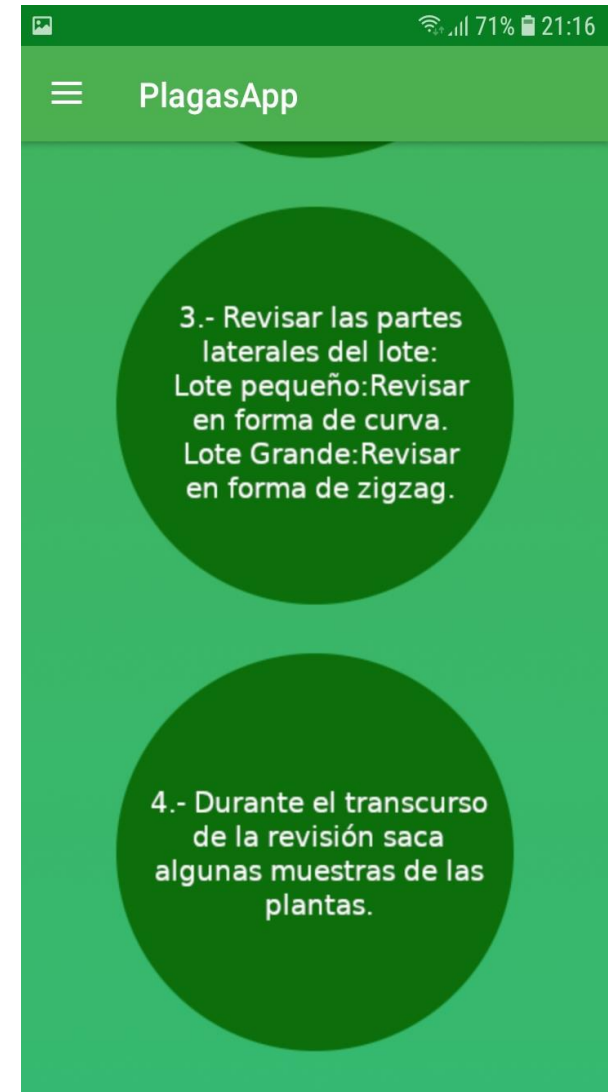 71% 21:16
PlagasApp
3.- Revisar las partes
laterales del lote:
Lote pequeño:Revisar
en forma de curva.
Lote Grande:Revisar
en forma de zigzag.
4.- Durante el transcurso
de la revisión saca
algunas muestras de las
plantas.